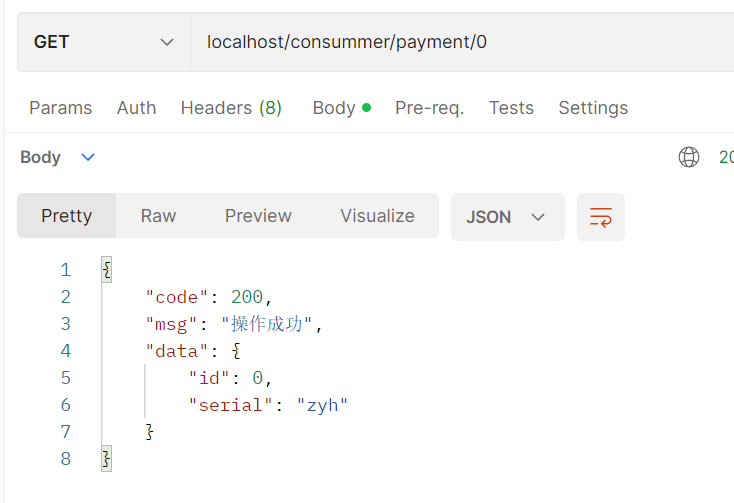 GET localhost/consummer/payment/0
Params Auth Headers (8) Body Pre-req. Tests Settings
Body 20
Pretty Raw Preview Visualize JSON
1 {
2 "code": 200,
3 "msg": "操作成功",
4 "data": {
5 "id": 0,
6 "serial": "zyh"
7 }
8 }